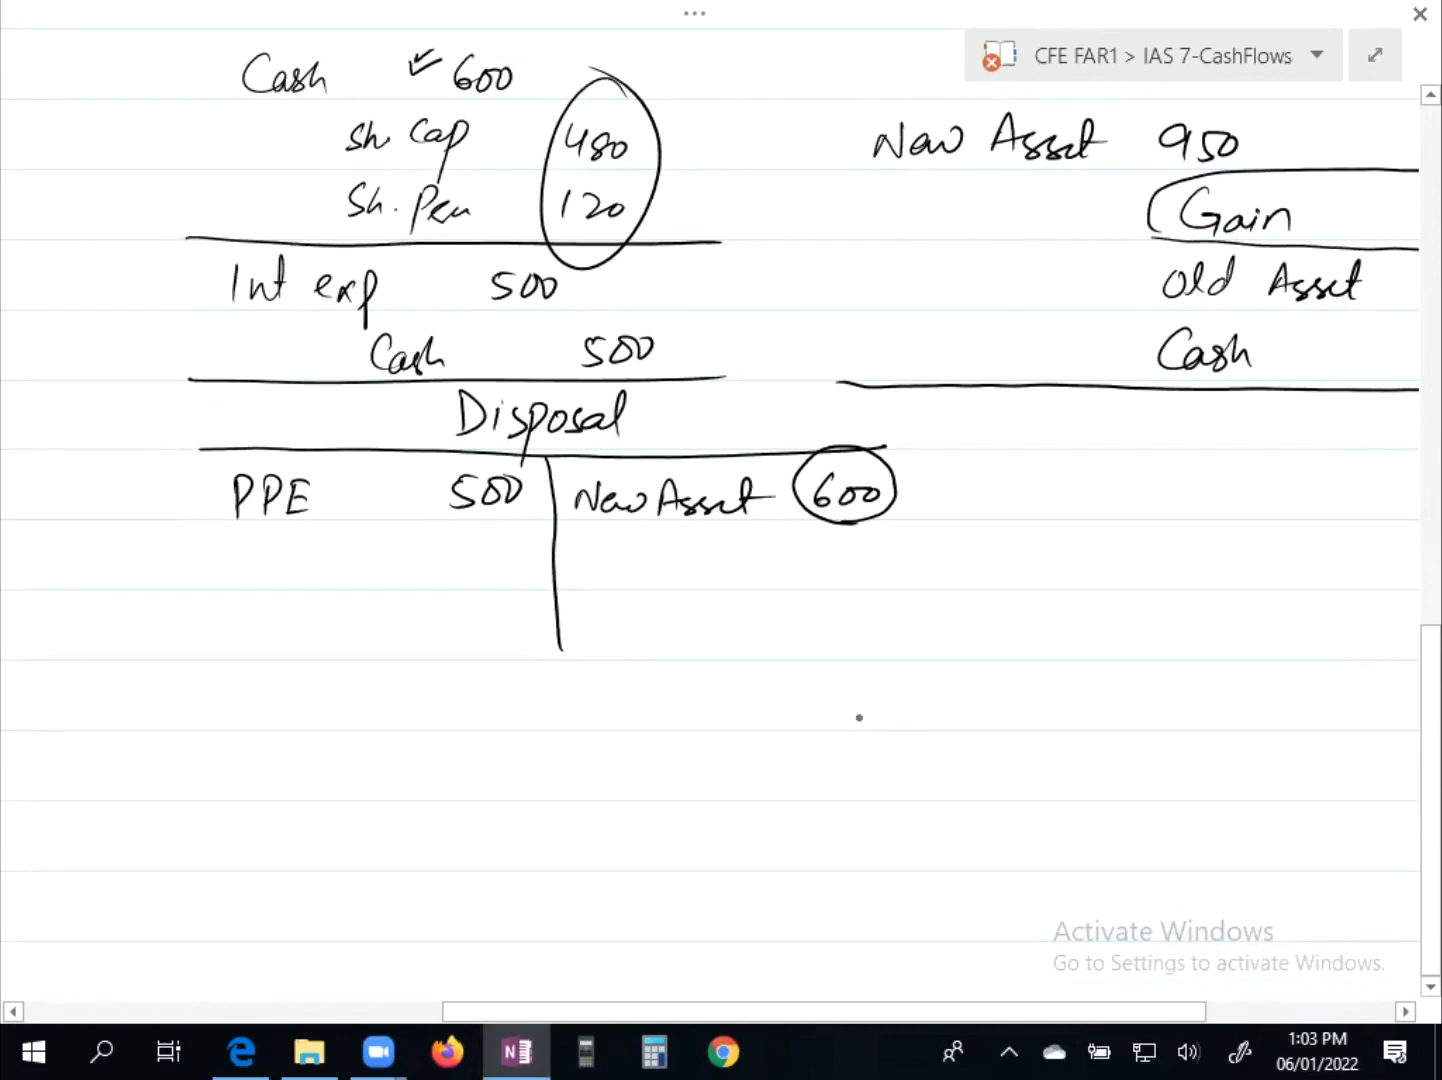 CFE FAR1 > IAS 7-CashFlows
Cash 600
Sh. Cap 480
Sh. Pem 120
Int exp 500
Cash 500
New Asset 950
Gain
Old Asset
Cash
Disposal
PPE 500 New Asset 600
Activate Windows
Go to Settings to activate Windows.
1:03 PM
06/01/2022